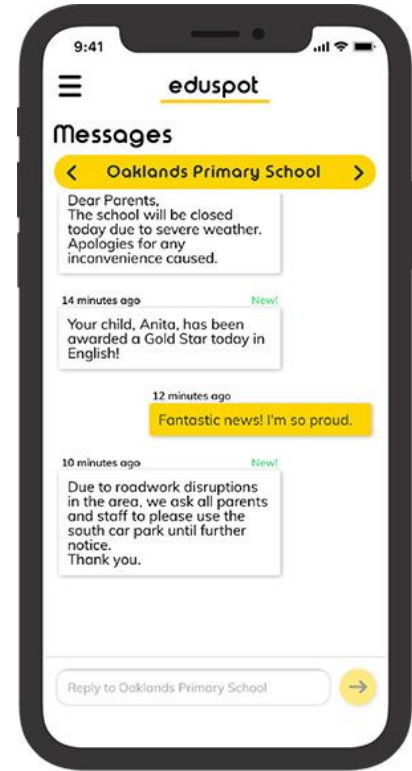 9:41
eduspot
Messages
Oaklands Primary School
Dear Parents,
The school will be closed
today due to severe weather.
Apologies for any
inconvenience caused.
14 minutes ago New!
Your child, Anita, has been
awarded a Gold Star today in
English!
12 minutes ago
Fantastic news! I'm so proud.
10 minutes ago New!
Due to roadwork disruptions
in the area, we ask all parents
and staff to please use the
south car park until further
notice.
Thank you.
Reply to Oaklands Primary School